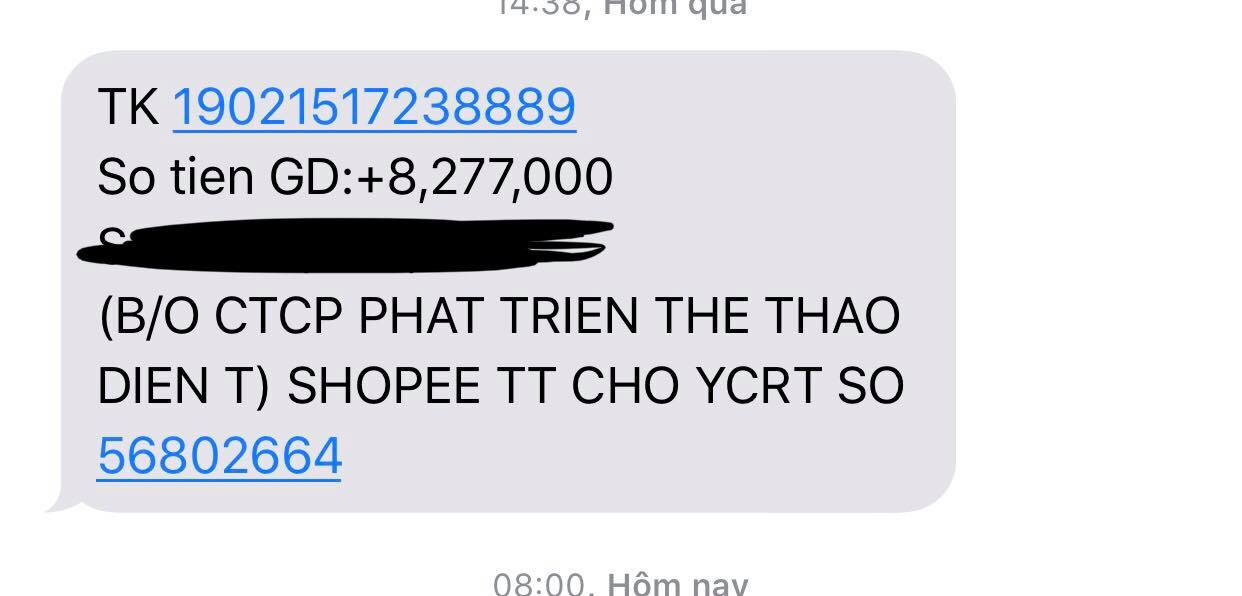 14:38, Hôm qua
TK 19021517238889
So tien GD:+8,277,000
S
(B/O CTCP PHAT TRIEN THE THAO
DIEN T) SHOPEE TT CHO YCRT SO
56802664
08:00, Hôm nay